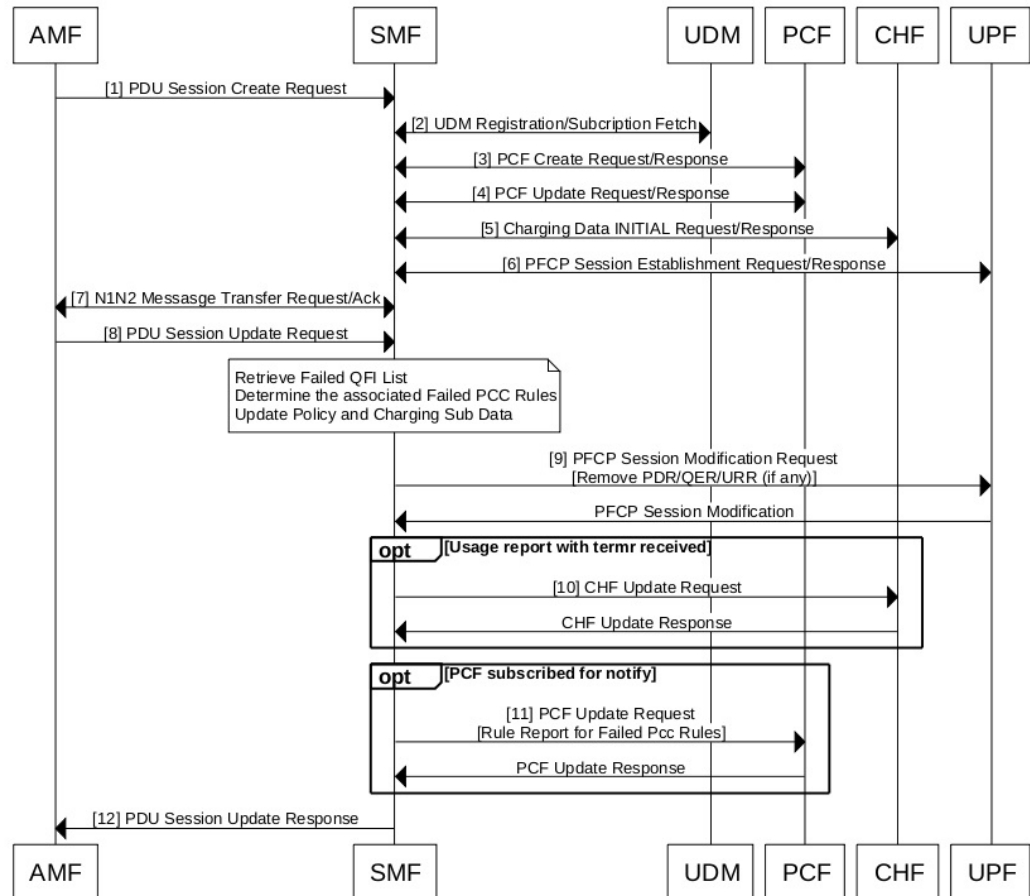 AMF SMF UDM PCF CHF UPF
[1] PDU Session Create Request
[2] UDM Registration/Subcription Fetch
[3] PCF Create Request/Response
[4] PCF Update Request/Response
[5] Charging Data INITIAL Request/Response
[6] PFCP Session Establishment Request/Response
[7] N1N2 Messasge Transfer Request/Ack
[8] PDU Session Update Request
Retrieve Failed QFI List
Determine the associated Failed PCC Rules
Update Policy and Charging Sub Data
[9] PFCP Session Modification Request
[Remove PDR/QER/URR (if any)]
PFCP Session Modification
opt [Usage report with termr received]
[10] CHF Update Request
CHF Update Response
opt [PCF subscribed for notify]
[11] PCF Update Request
[Rule Report for Failed Pcc Rules]
PCF Update Response
[12] PDU Session Update Response
AMF SMF UDM PCF CHF UPF